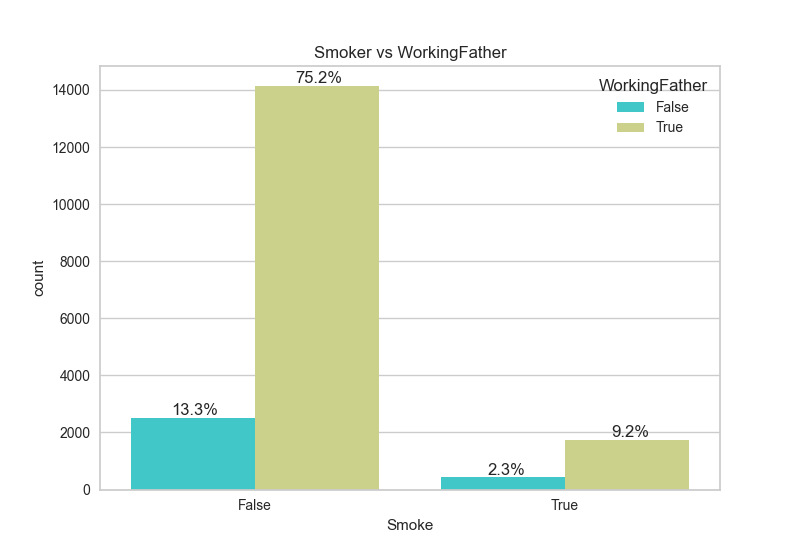 Smoker vs WorkingFather
75.2%
14000
WorkingFather
False
True
12000
10000
8000
count
6000
4000
13.3%
2000
9.2%
2.3%
0
False
True
Smoke